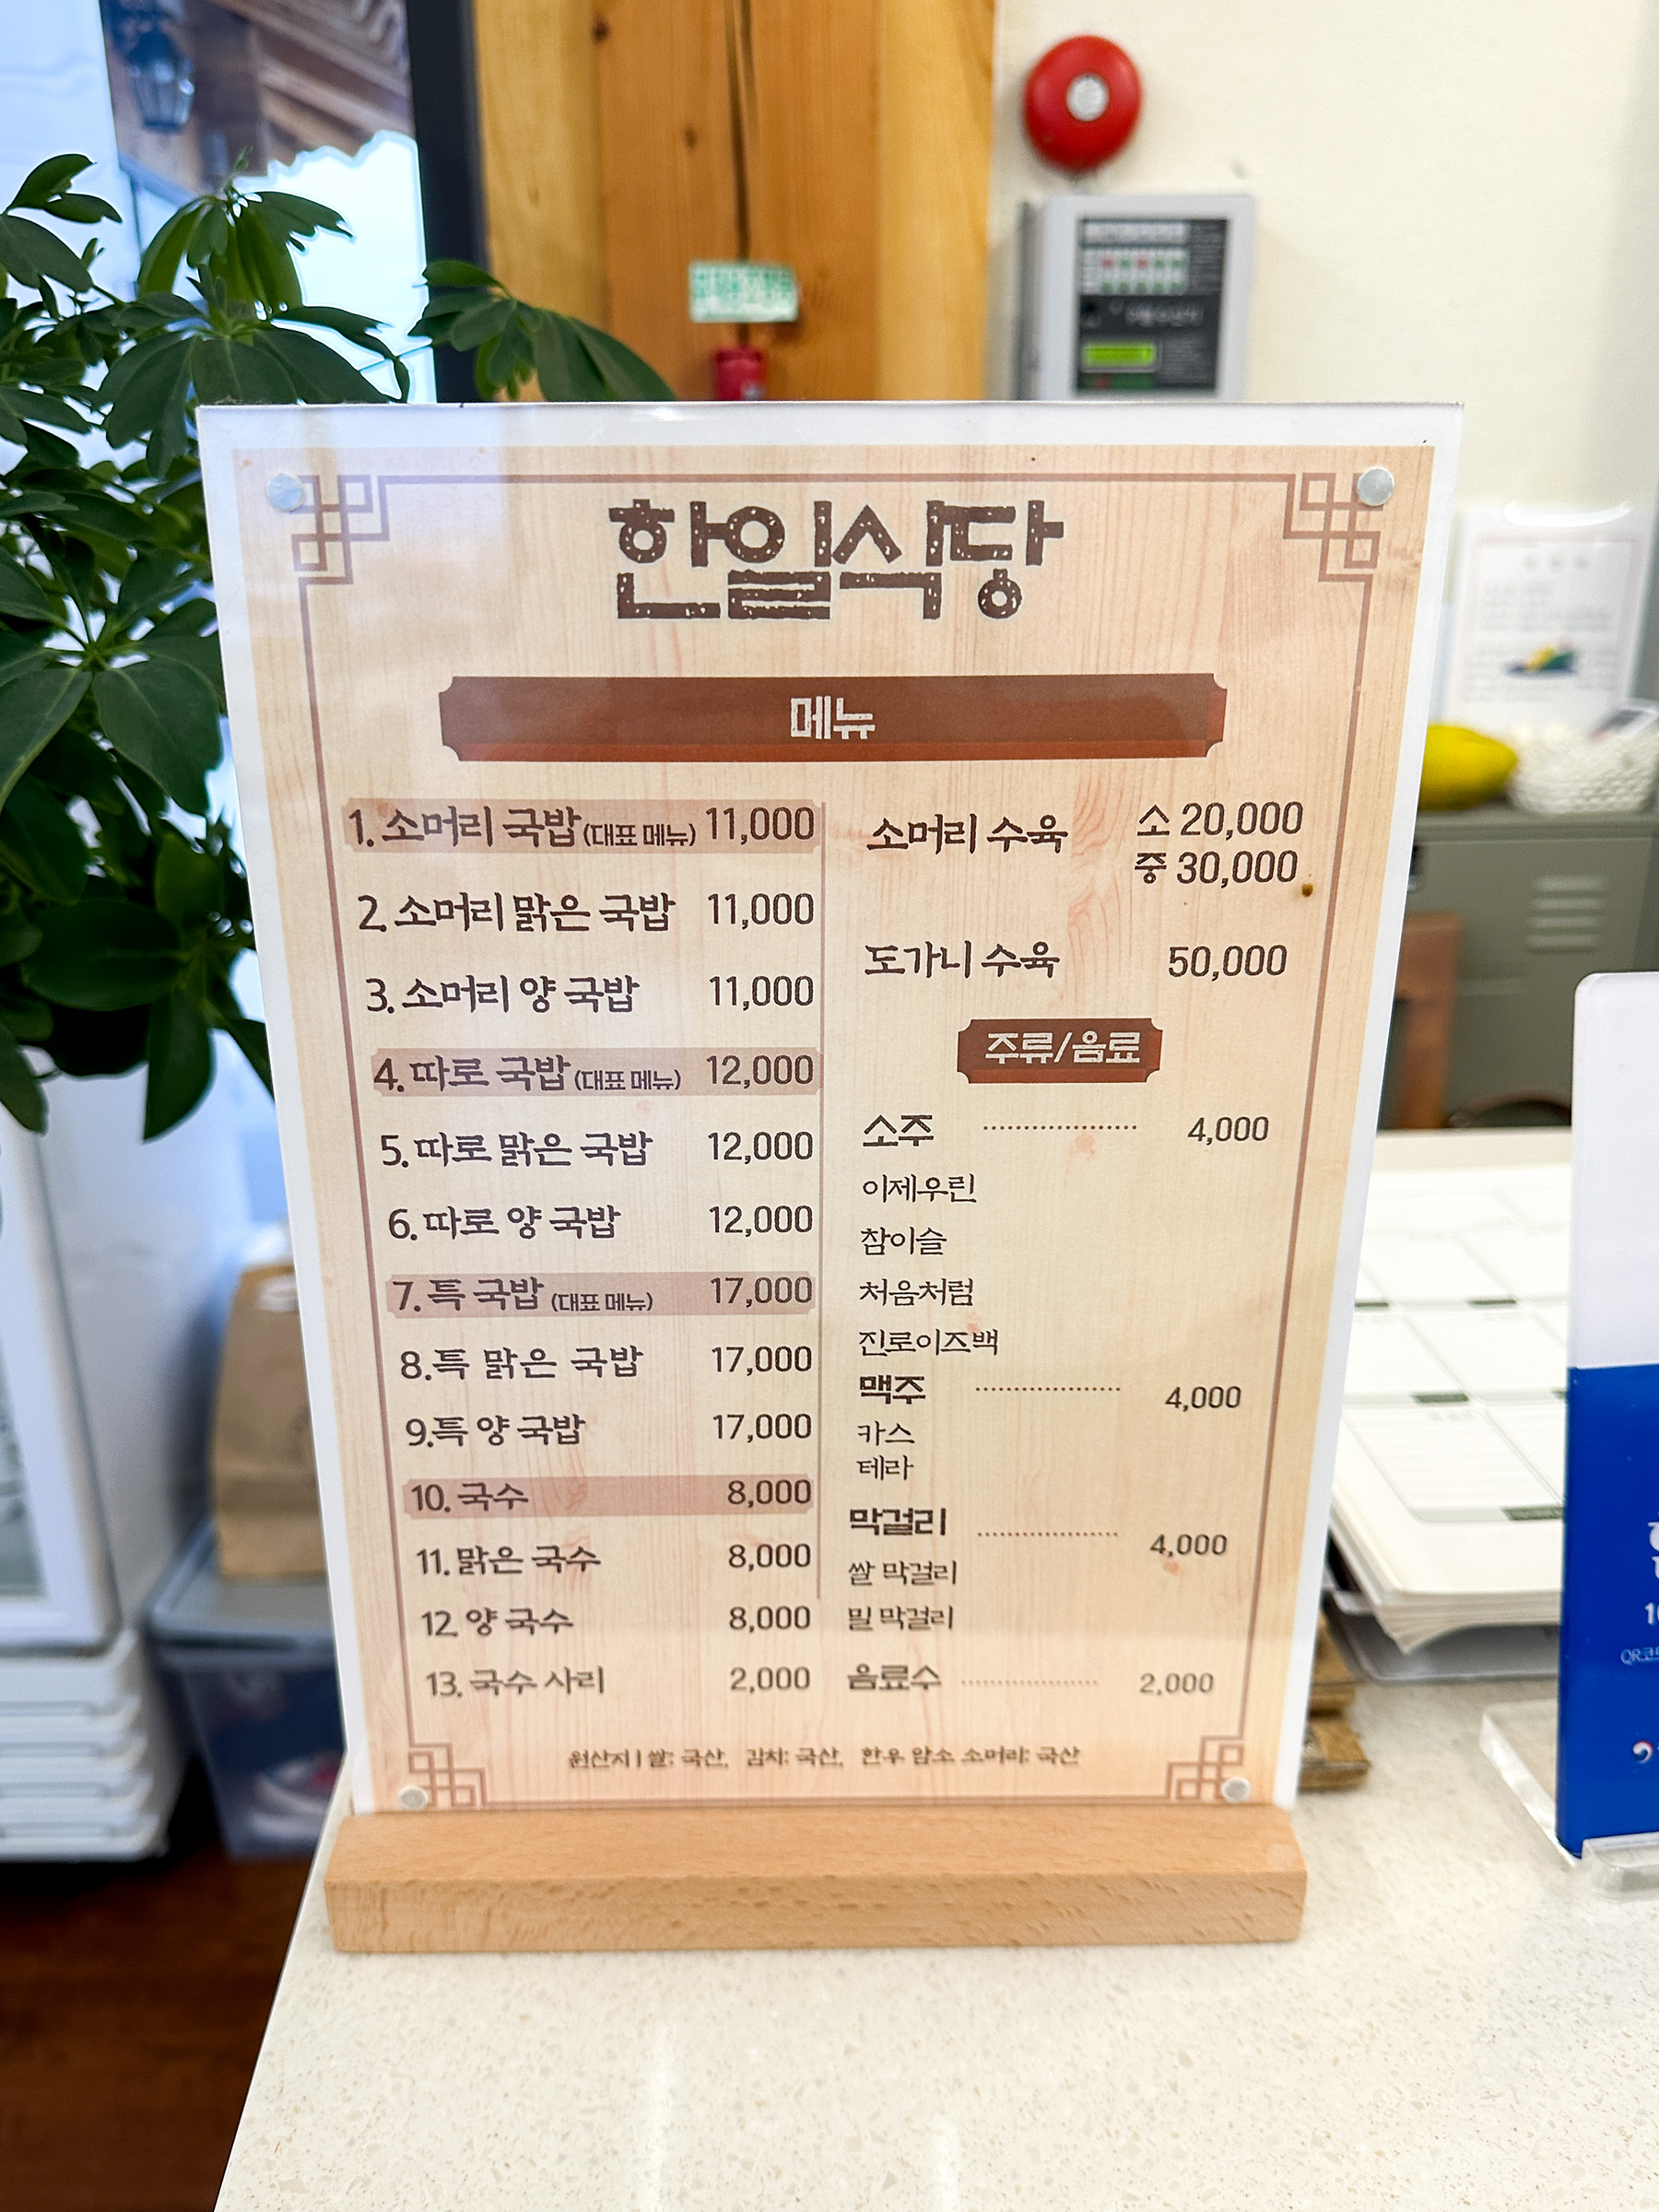 한일식당
메뉴
1. 소머리 국밥 (대표 메뉴) 11,000
2. 소머리 맑은 국밥 11,000
3. 소머리 양 국밥 11,000
4. 따로 국밥 (대표 메뉴) 12,000
5. 따로 맑은 국밥 12,000
6. 따로 양 국밥 12,000
7. 특 국밥 (대표 메뉴) 17,000
8.특 맑은 국밥 17,000
9.특 양 국밥 17,000
10. 국수 8,000
11. 맑은 국수 8,000
12. 양 국수 8,000
13. 국수 사리 2,000
소머리 수육 소 20,000
중 30,000
도가니 수육 50,000
주류/음료
소주 4,000
이제우린
참이슬
처음처럼
진로이즈백
맥주 4,000
카스
테라
막걸리 4,000
쌀 막걸리
밀 막걸리
음료수 2,000
원산지 | 쌀: 국산, 김치: 국산, 한우 암소 소머리: 국산